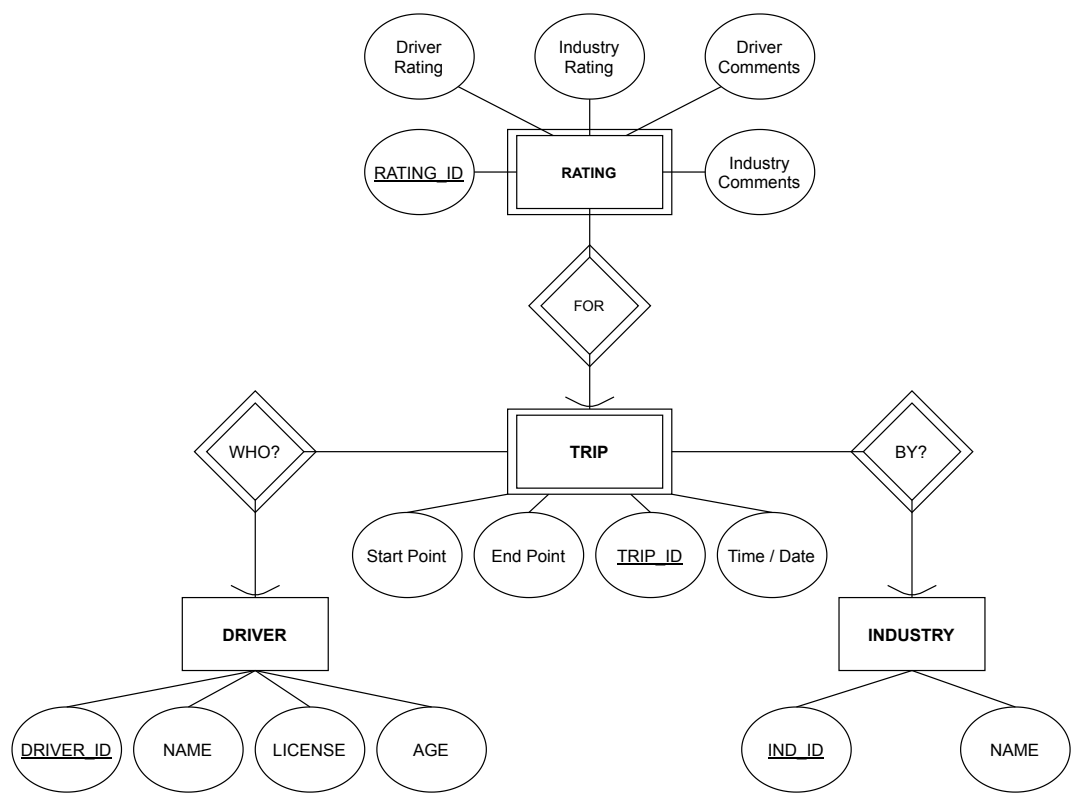 Driver
Rating
Industry
Rating
Driver
Comments
RATING_ID
RATING
Industry
Comments
FOR
WHO?
TRIP
BY?
Start Point
End Point
TRIP_ID
Time / Date
DRIVER
INDUSTRY
DRIVER_ID
NAME
LICENSE
AGE
IND_ID
NAME